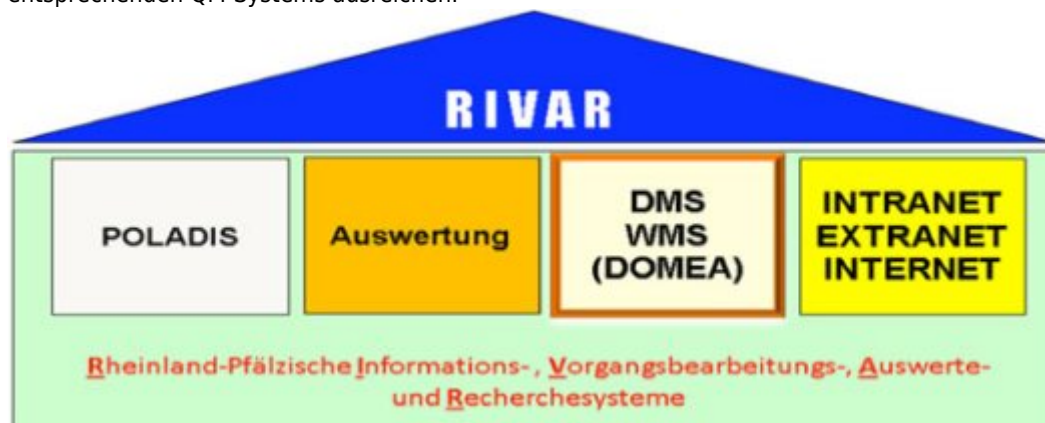 RIVAR
POLADIS
Auswertung
DMS
WMS
(DOMEA)
INTRANET
EXTRANET
INTERNET
Rheinland-Pfälzische Informations-, Vorgangsbearbeitungs-, Auswerte-
und Recherchesysteme